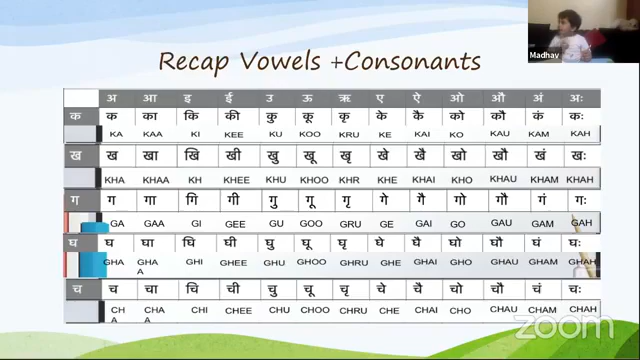 Madhav
Recap Vowels +Consonants
अ आ इ ई उ ऊ ऋ ए ऐ ओ औ अं अः
क क का कि की कु कू कृ के कै को कौ कं कः
KA KAA KI KEE KU KOO KRU KE KAI KO KAU KAM KAH
ख ख खा खि खी खु खू खृ खे खै खो खौ खं खः
KHA KHAA KH KHEE KHU KHOO KHR KHE KHAI KHO KHAU KHAM KHAH
ग ग गा गि गी गु गू गृ गे गै गो गौ गं गः
GA GAA GI GEE GU GOO GRU GE GAI GO GAU GAM GAH
घ घ घा घि घी घु घू घृ घे घै घो घौ घं घः
GHA GHA GHI GHEE GHU GHOO GHRU GHE GHAI GHO GHAU GHAM GHAH
A
च च चा चि ची चु चू चृ चे चै चो चौ चं चः
CH CHA CHI CHEE CHU CHOO CHRU CHE CHAI CHO CHAU CHAM CHAH
A A
zoom